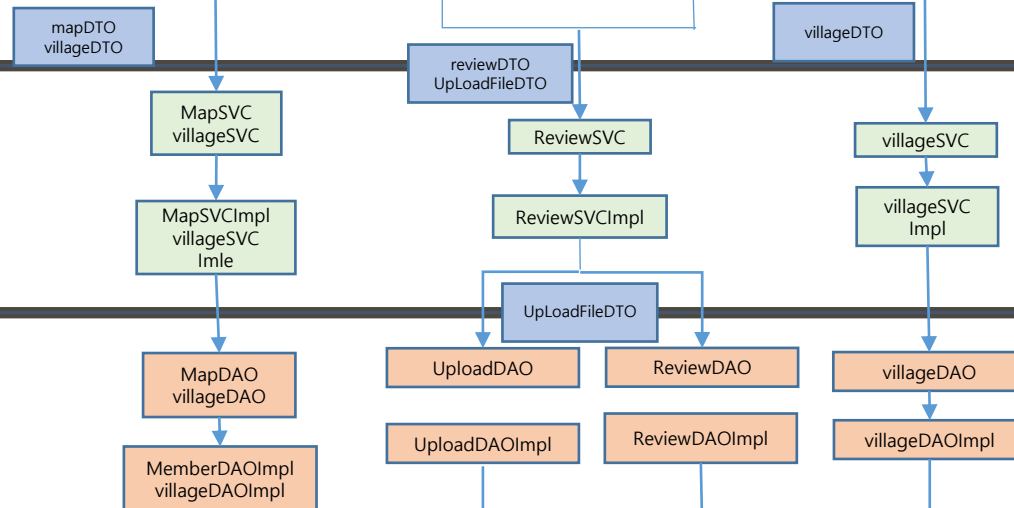 mapDTO
villageDTO
reviewDTO
UpLoadFileDTO
villageDTO
MapSVC
villageSVC
ReviewSVC
villageSVC
MapSVCImpl
villageSVC
Imle
ReviewSVCImpl
villageSVC
Impl
UpLoadFileDTO
MapDAO
villageDAO
UploadDAO
ReviewDAO
villageDAO
MemberDAOImpl
villageDAOImpl
UploadDAOImpl
ReviewDAOImpl
villageDAOImpl